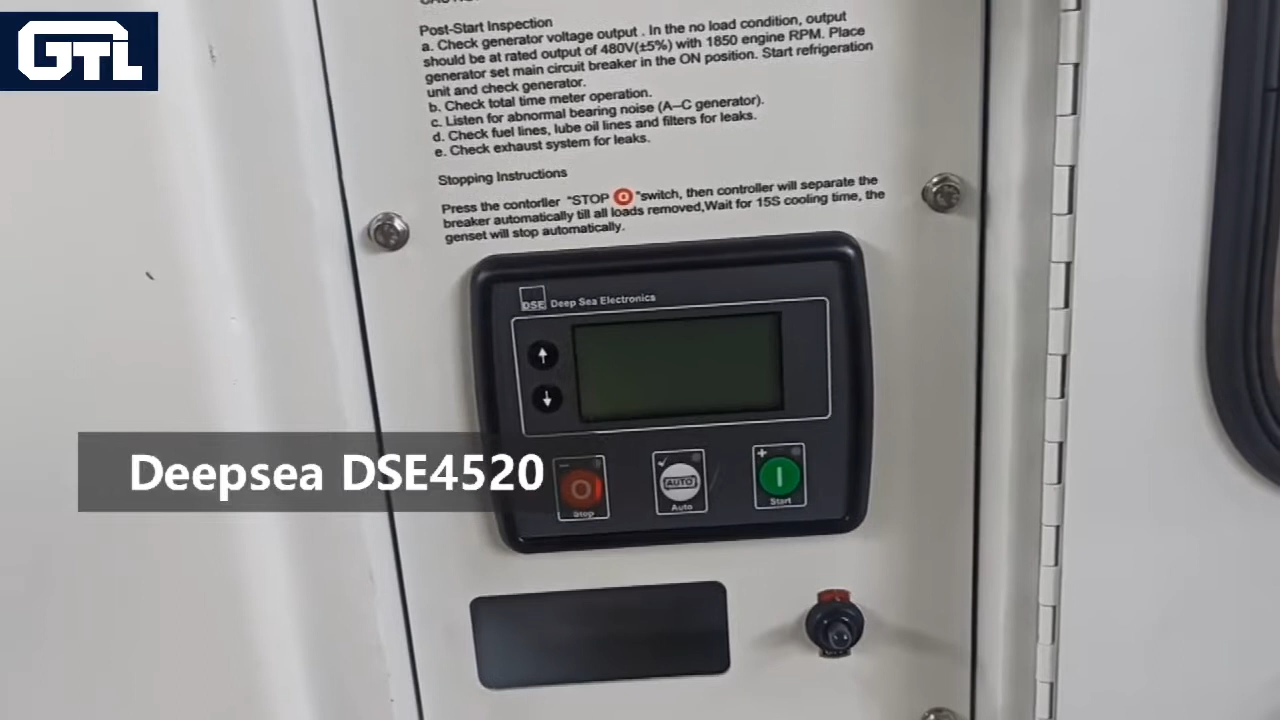 GTL
Post-Start Inspection
a. Check generator voltage output . In the no load condition, output
should be at rated output of 480V(±5%) with 1850 engine RPM. Place
generator set main circuit breaker in the ON position. Start refrigeration
unit and check generator.
b. Check total time meter operation.
c. Listen for abnormal bearing noise (A-C generator).
d. Check fuel lines, lube oil lines and filters for leaks.
e. Check exhaust system for leaks.
Stopping Instructions
Press the contorller "STOP O "switch, then controller will separate the
breaker automatically till all loads removed,Wait for 15S cooling time, the
genset will stop automatically.
DSE Deep Sea Electronics
Deepsea DSE4520
Stop
AUTO
Auto
Start